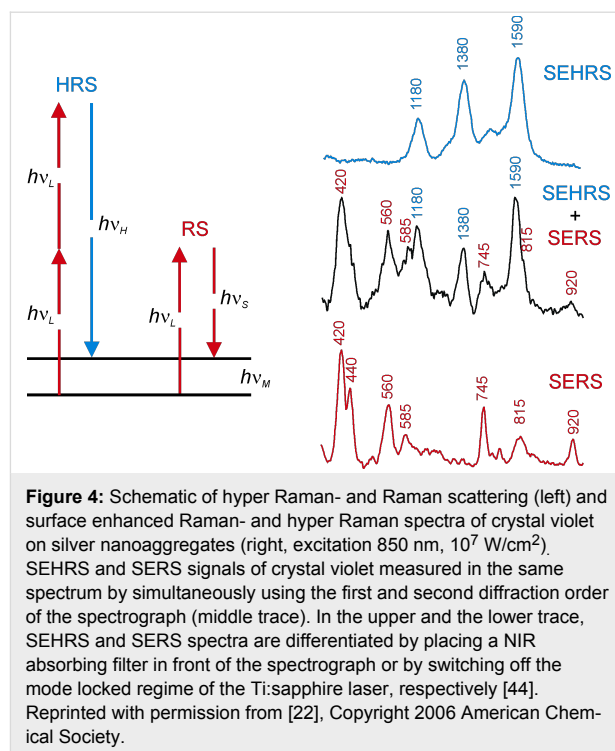 HRS
hνL
hνH
hνL
RS
hνL
hνS
hνM
1180
1380
1590
SEHRS
420
560
585
1180
1380
745
1590
815
920
SEHRS
+
SERS
420
440
560
585
745
815
920
SERS
Figure 4: Schematic of hyper Raman- and Raman scattering (left) and
surface enhanced Raman- and hyper Raman spectra of crystal violet
on silver nanoaggregates (right, excitation 850 nm, 10⁷ W/cm²).
SEHRS and SERS signals of crystal violet measured in the same
spectrum by simultaneously using the first and second diffraction order
of the spectrograph (middle trace). In the upper and the lower trace,
SEHRS and SERS spectra are differentiated by placing a NIR
absorbing filter in front of the spectrograph or by switching off the
mode locked regime of the Ti:sapphire laser, respectively [44].
Reprinted with permission from [22], Copyright 2006 American Chem-
ical Society.